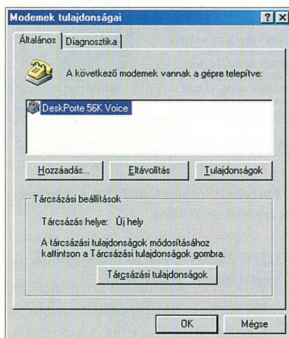 Modemek tulajdonságai
Általános
Diagnosztika
A következő modemek vannak a gépre telepítve:
DeskPorte 56K Voice
Hozzáadás...
Eltávolítás
Tulajdonságok
Tárcsázási beállítások
Tárcsázás helye: Új hely
A tárcsázási tulajdonságok módosításához
kattintson a Tárcsázási tulajdonságok gombra.
Tárcsázási tulajdonságok
OK
Mégse